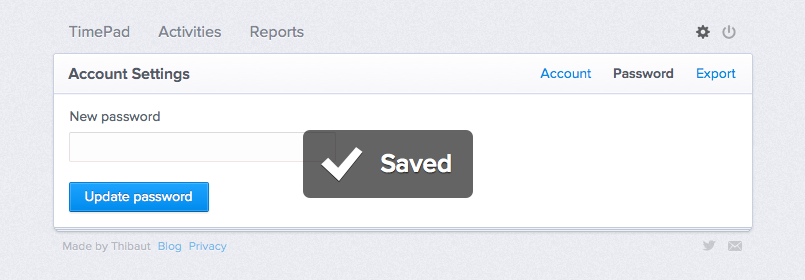 TimePad Activities Reports
Account Settings Account Password Export
New password
Saved
Update password
Made by Thibaut Blog Privacy